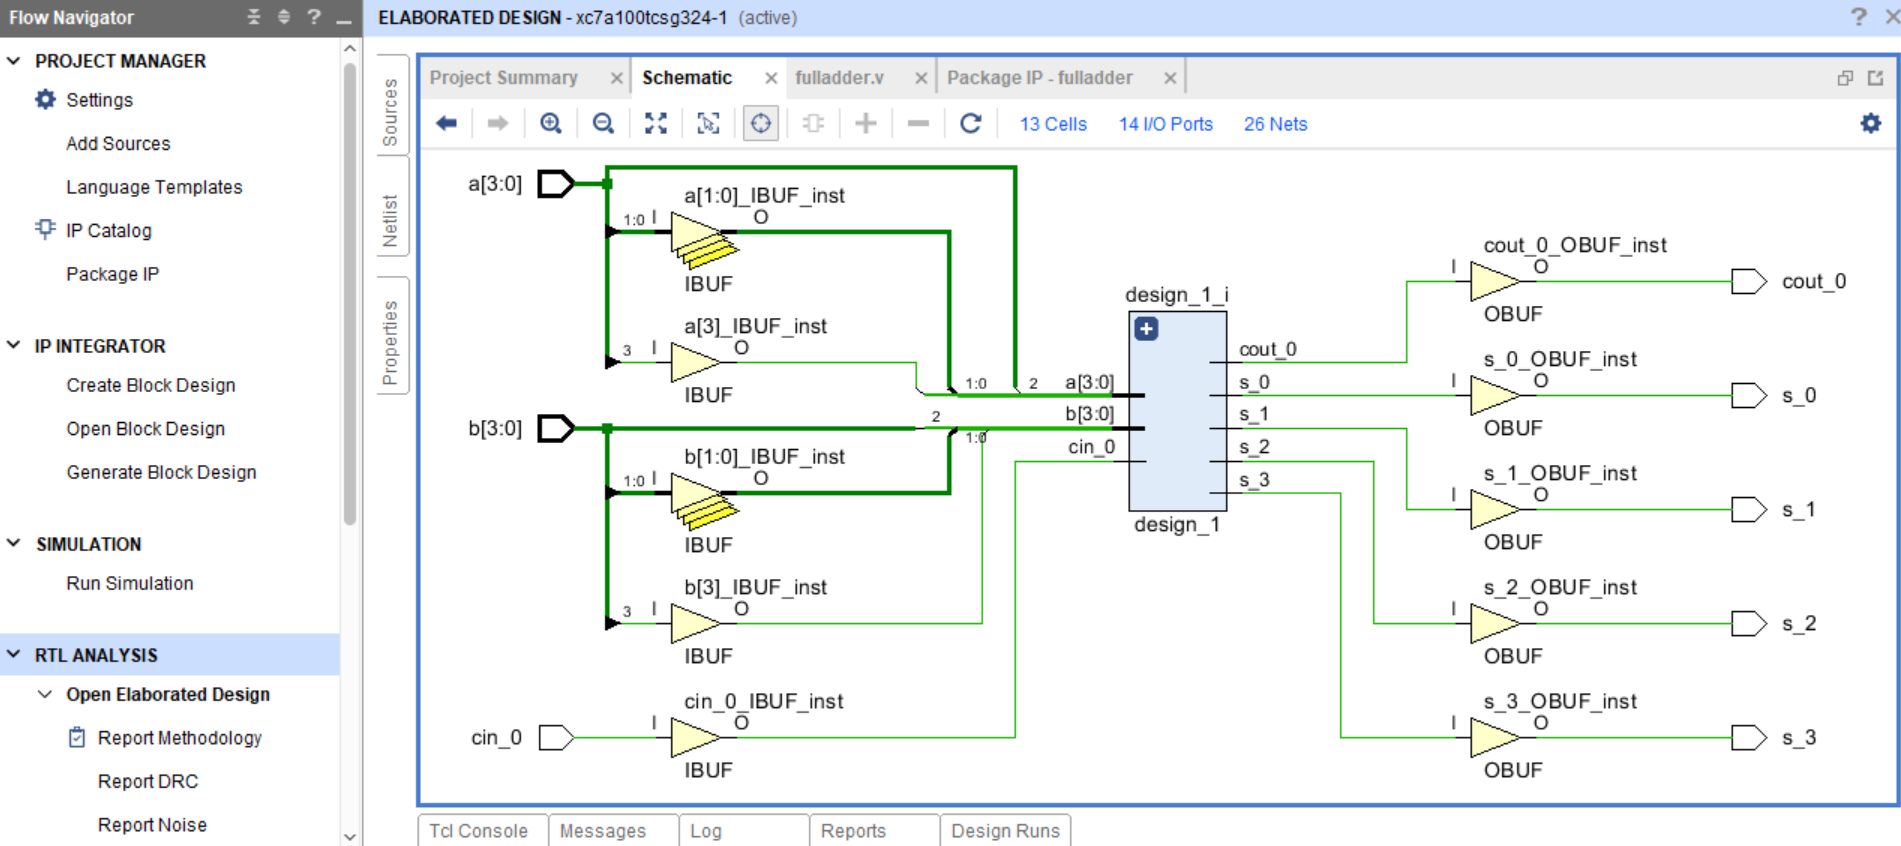 Flow Navigator
?
ELABORATED DESIGN - xc7a100tcsg324-1 (active)
?
PROJECT MANAGER
Settings
Add Sources
Language Templates
IP Catalog
Package IP
IP INTEGRATOR
Create Block Design
Open Block Design
Generate Block Design
SIMULATION
Run Simulation
RTL ANALYSIS
Open Elaborated Design
Report Methodology
Report DRC
Report Noise
Sources
Netlist
Properties
Project Summary
Schematic
fulladder.v
Package IP - fulladder
13 Cells
14 I/O Ports
26 Nets
a[3:0]
a[1:0]_IBUF_inst
1:0
I
O
IBUF
a[3]_IBUF_inst
3
I
O
IBUF
b[3:0]
b[1:0]_IBUF_inst
1:0
I
O
IBUF
b[3]_IBUF_inst
3
I
O
IBUF
cin_0
cin_0_IBUF_inst
I
O
IBUF
1:0
2
2
1:0
design_1_i
a[3:0]
b[3:0]
cin_0
cout_0
s_0
s_1
s_2
s_3
design_1
cout_0_OBUF_inst
I
O
OBUF
cout_0
s_0_OBUF_inst
I
O
OBUF
s_0
s_1_OBUF_inst
I
O
OBUF
s_1
s_2_OBUF_inst
I
O
OBUF
s_2
s_3_OBUF_inst
I
O
OBUF
s_3
Tcl Console
Messages
Log
Reports
Design Runs